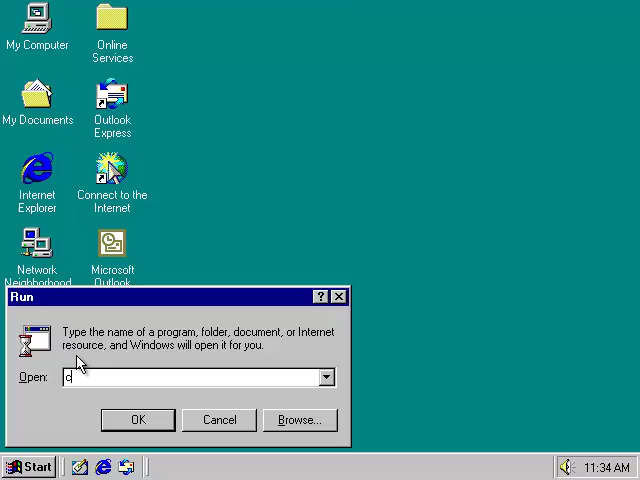 My Computer
Online
Services
My Documents
Outlook
Express
Internet
Explorer
Connect to the
Internet
Network
Neighborhood
Microsoft
Outlook
Run
Type the name of a program, folder, document, or Internet
resource, and Windows will open it for you.
Open: c
OK Cancel Browse...
Start 11:34 AM